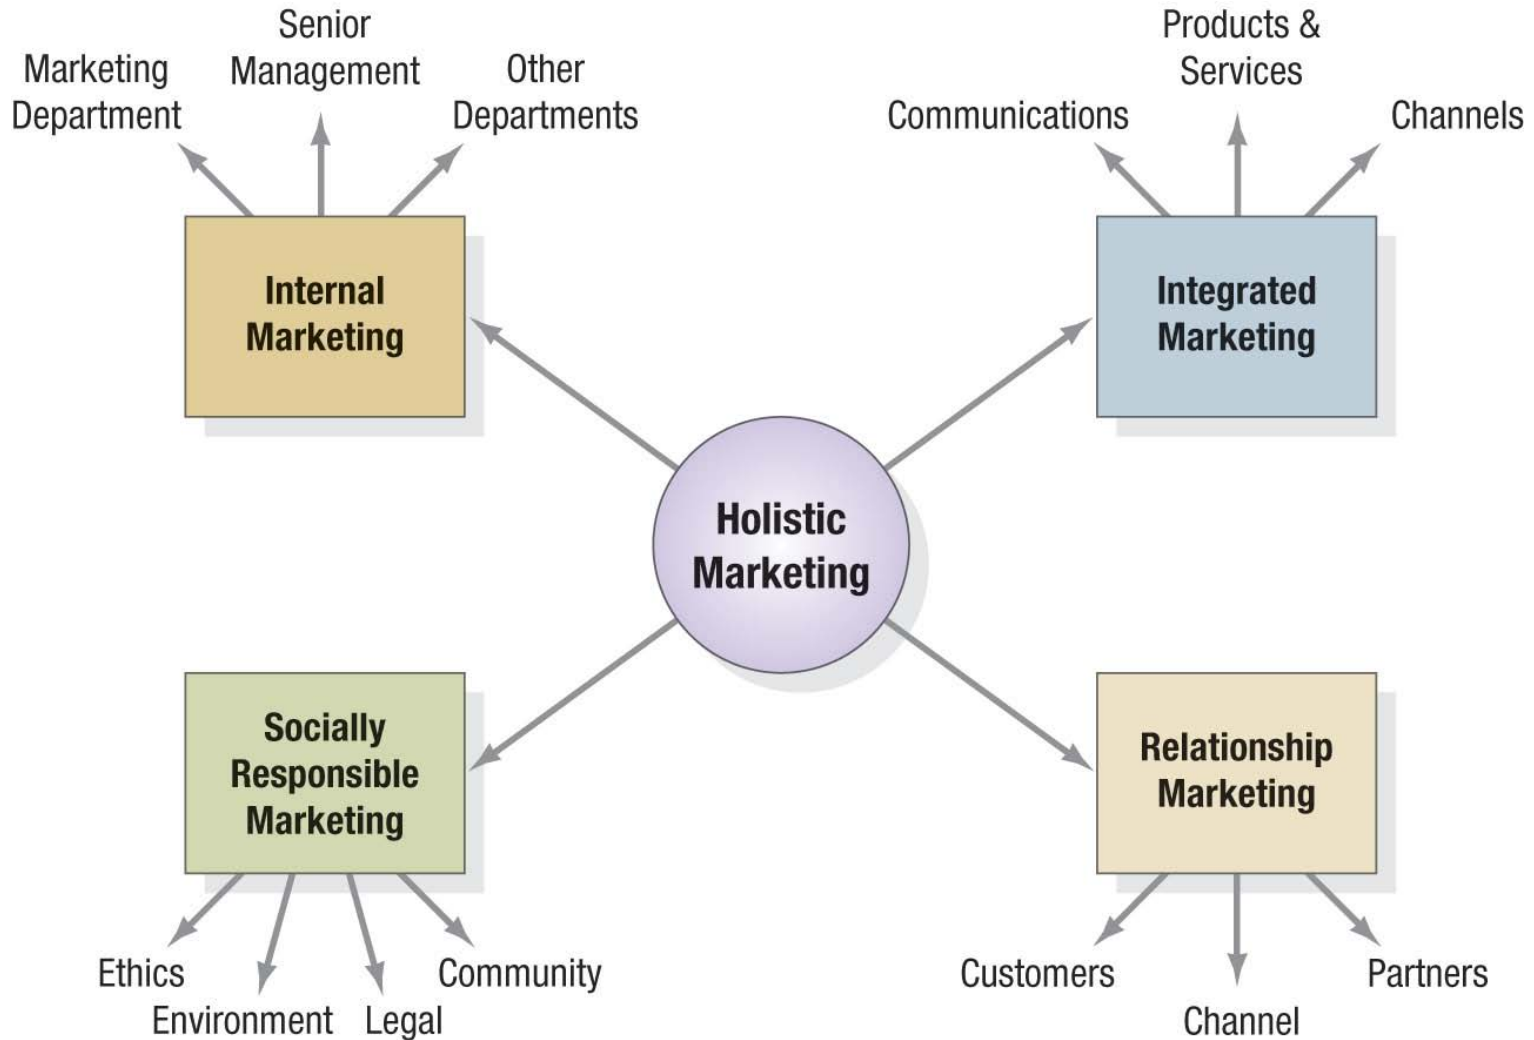 Senior
Management
Marketing
Department
Other
Departments
Products &
Services
Communications
Channels
Internal
Marketing
Integrated
Marketing
Holistic
Marketing
Socially
Responsible
Marketing
Relationship
Marketing
Ethics
Environment
Legal
Community
Customers
Channel
Partners